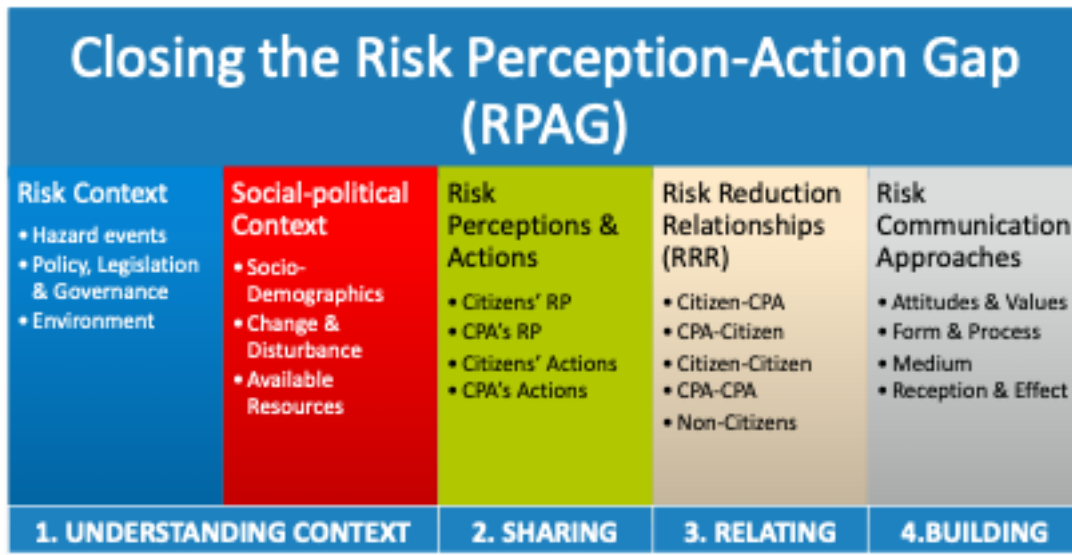 Closing the Risk Perception-Action Gap
(RPAG)
Risk Context
• Hazard events
• Policy, Legislation
& Governance
• Environment
Social-political
Context
• Socio-
Demographics
• Change &
Disturbance
• Available
Resources
Risk
Perceptions &
Actions
• Citizens' RP
• CPA's RP
• Citizens' Actions
• CPA's Actions
Risk Reduction
Relationships
(RRR)
• Citizen-CPA
• CPA-Citizen
• Citizen-Citizen
• CPA-CPA
• Non-Citizens
Risk
Communication
Approaches
• Attitudes & Values
• Form & Process
• Medium
• Reception & Effect
1. UNDERSTANDING CONTEXT
2. SHARING
3. RELATING
4.BUILDING